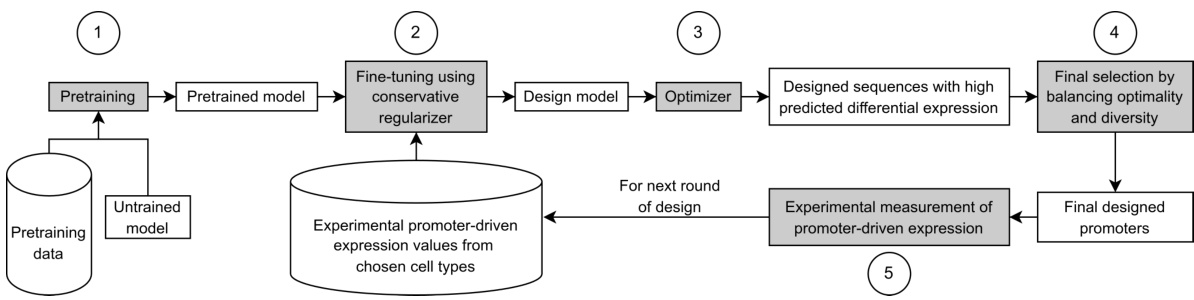 1
2
3
4
Pretraining
Pretrained model
Fine-tuning using
conservative
regularizer
Design model
Optimizer
Designed sequences with high
predicted differential expression
Final selection by
balancing optimality
and diversity
Pretraining
data
Untrained
model
Experimental promoter-driven
expression values from
chosen cell types
For next round
of design
Experimental measurement of
promoter-driven expression
Final designed
promoters
5